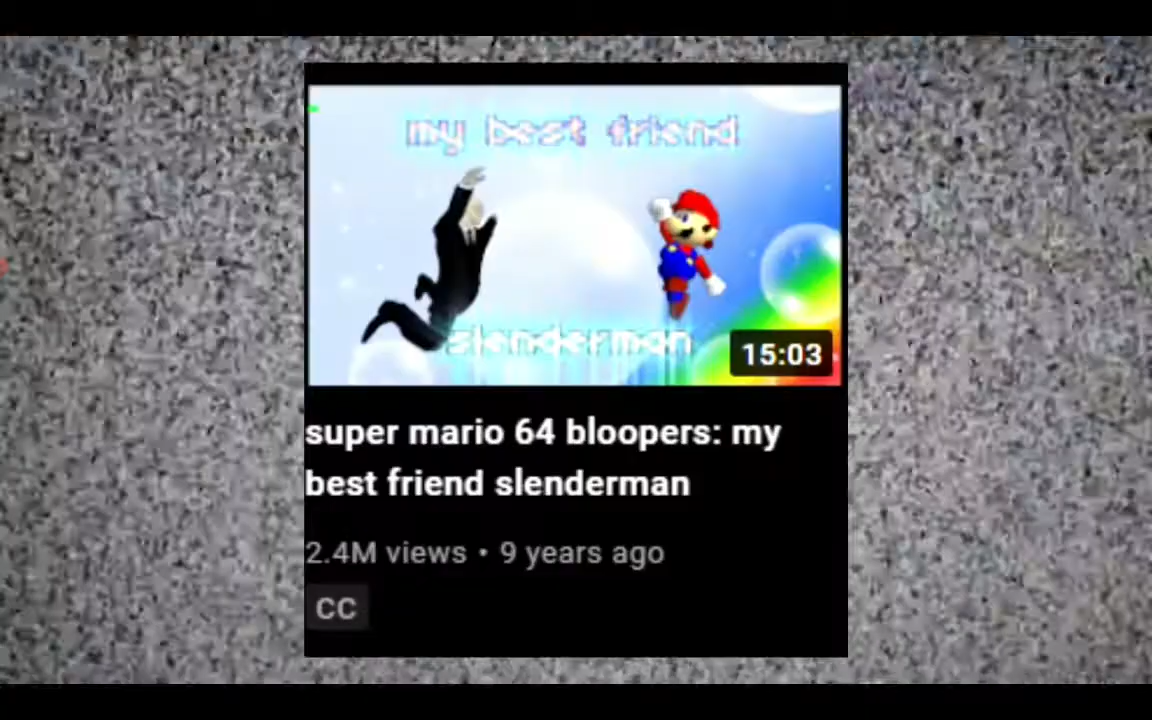 my best friend
slenderman
15:03
super mario 64 bloopers: my
best friend slenderman
2.4M views • 9 years ago
CC